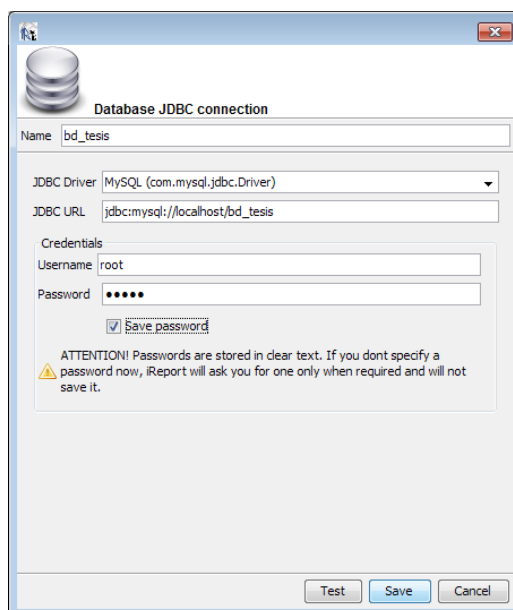 Database JDBC connection
Name bd_tesis
JDBC Driver MySQL (com.mysql.jdbc.Driver)
JDBC URL jdbc:mysql://localhost/bd_tesis
Credentials
Username root
Password •••••
Save password
ATTENTION! Passwords are stored in clear text. If you dont specify a
password now, iReport will ask you for one only when required and will not
save it.
Test Save Cancel